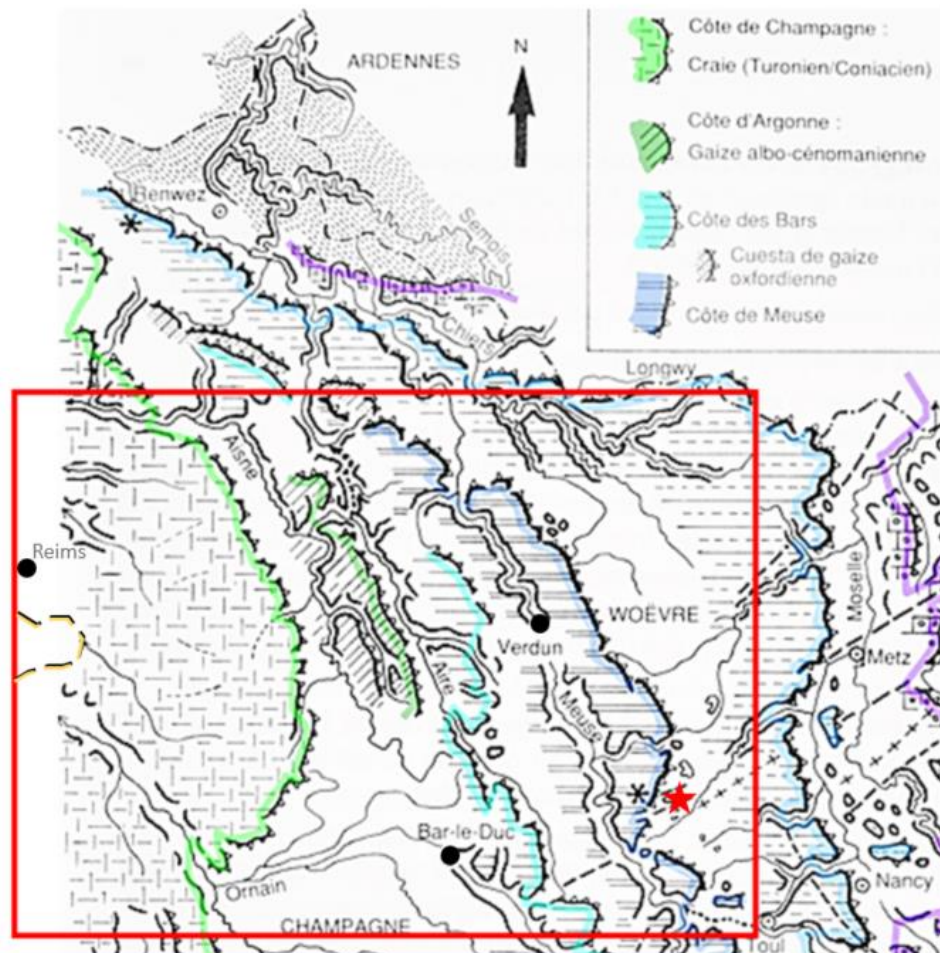 ARDENNES
N
Renwez
Semois
Chiers
Longwy
Côte de Champagne :
Craie (Turonien/Coniacien)
Côte d'Argonne :
Gaize albo-cénomanienne
Côte des Bars
Cuesta de gaize
oxfordienne
Côte de Meuse
Aisne
Reims
WOËVRE
Verdun
Aire
Meuse
Moselle
Metz
Bar-le-Duc
Ornain
CHAMPAGNE
Nancy
Toul